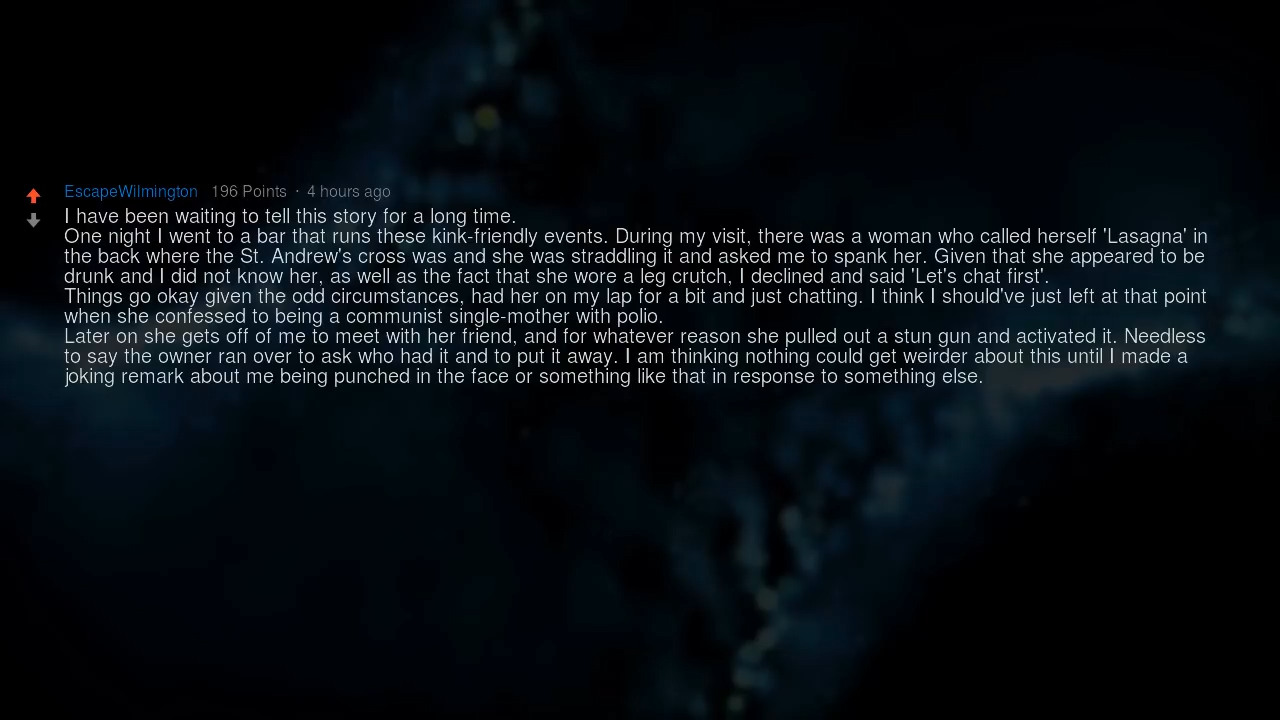 EscapeWilmington 196 Points · 4 hours ago
I have been waiting to tell this story for a long time.
One night I went to a bar that runs these kink-friendly events. During my visit, there was a woman who called herself 'Lasagna' in
the back where the St. Andrew's cross was and she was straddling it and asked me to spank her. Given that she appeared to be
drunk and I did not know her, as well as the fact that she wore a leg crutch, I declined and said 'Let's chat first'.
Things go okay given the odd circumstances, had her on my lap for a bit and just chatting. I think I should've just left at that point
when she confessed to being a communist single-mother with polio.
Later on she gets off of me to meet with her friend, and for whatever reason she pulled out a stun gun and activated it. Needless
to say the owner ran over to ask who had it and to put it away. I am thinking nothing could get weirder about this until I made a
joking remark about me being punched in the face or something like that in response to something else.